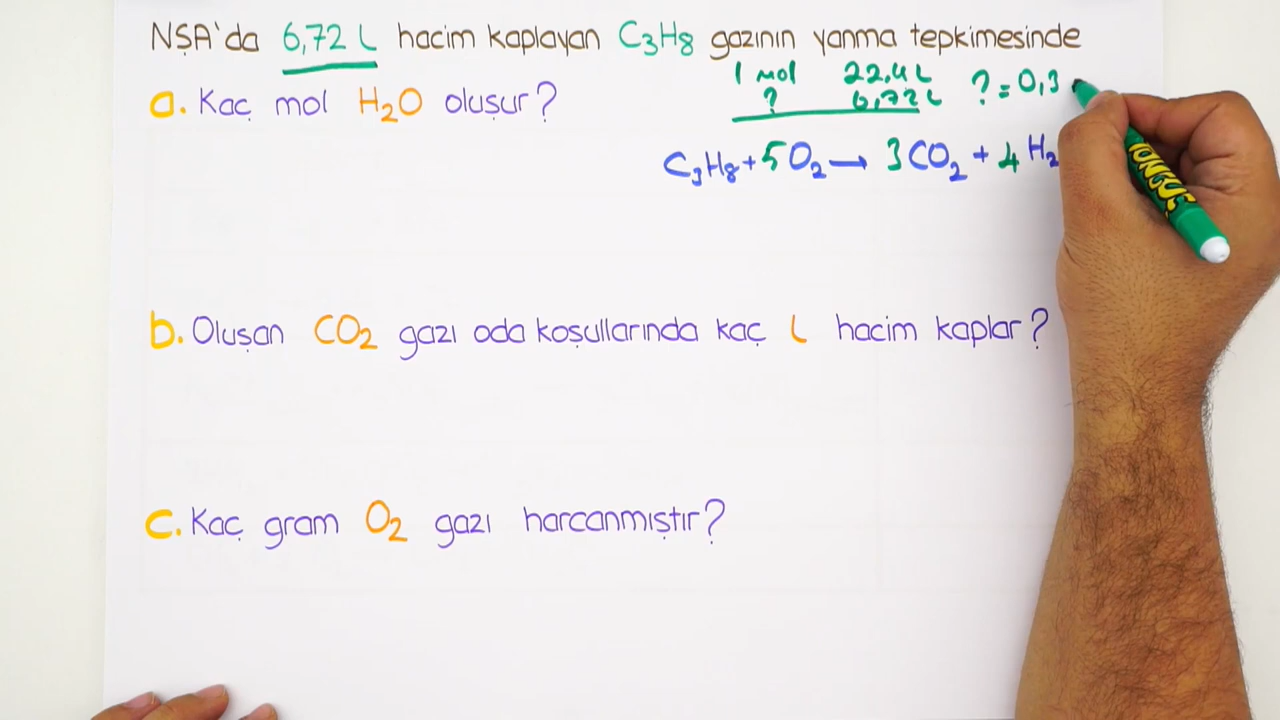 NŞA'da 6,72 L hacim kaplayan C₃H₈ gazının yanma tepkimesinde
1 mol 22,4 L ? = 0,3
? 6,72 L
a. Kaç mol H₂O oluşur?
C₃H₈ + 5O₂ → 3CO₂ + 4H₂
b. Oluşan CO₂ gazı oda koşullarında kaç L hacim kaplar?
c. Kaç gram O₂ gazı harcanmıştır?